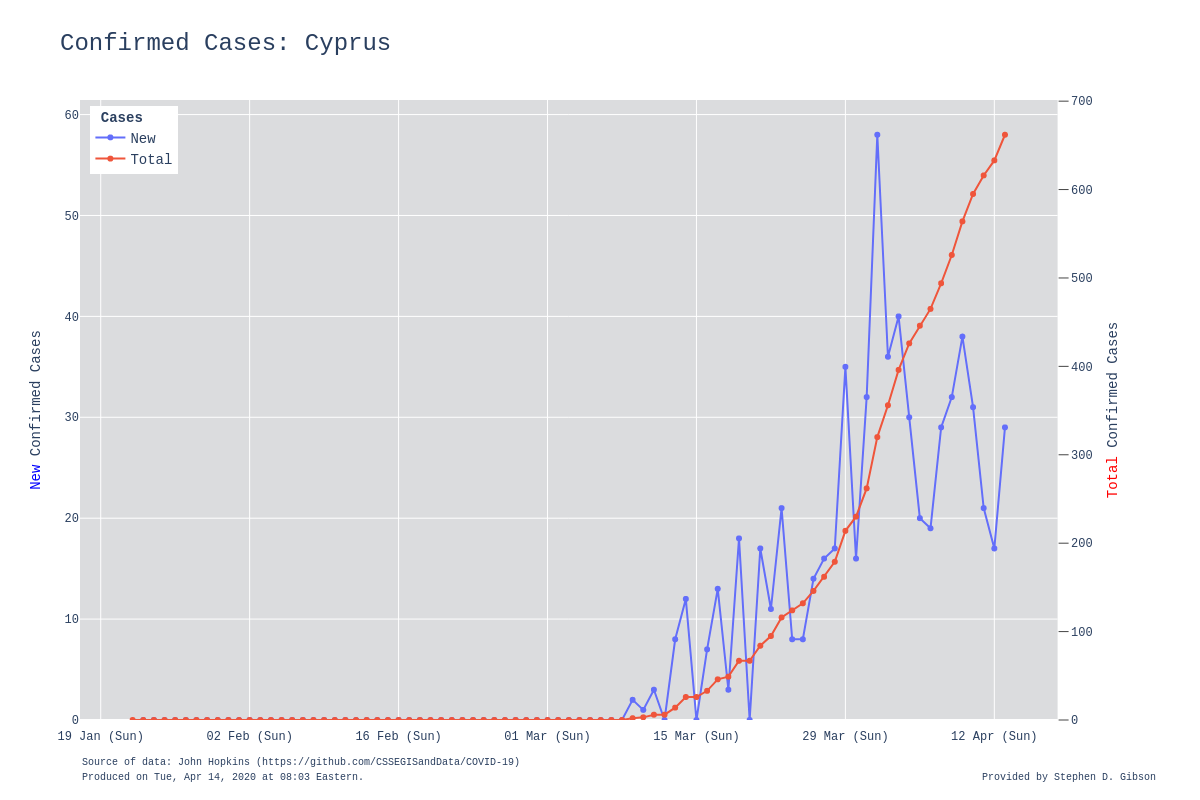 Confirmed Cases: Cyprus
Cases
New
Total
60
50
40
30
20
10
0
700
600
500
400
300
200
100
0
New Confirmed Cases
Total Confirmed Cases
19 Jan (Sun)
02 Feb (Sun)
16 Feb (Sun)
01 Mar (Sun)
15 Mar (Sun)
29 Mar (Sun)
12 Apr (Sun)
Source of data: John Hopkins (https://github.com/CSSEGISandData/COVID-19)
Produced on Tue, Apr 14, 2020 at 08:03 Eastern.
Provided by Stephen D. Gibson